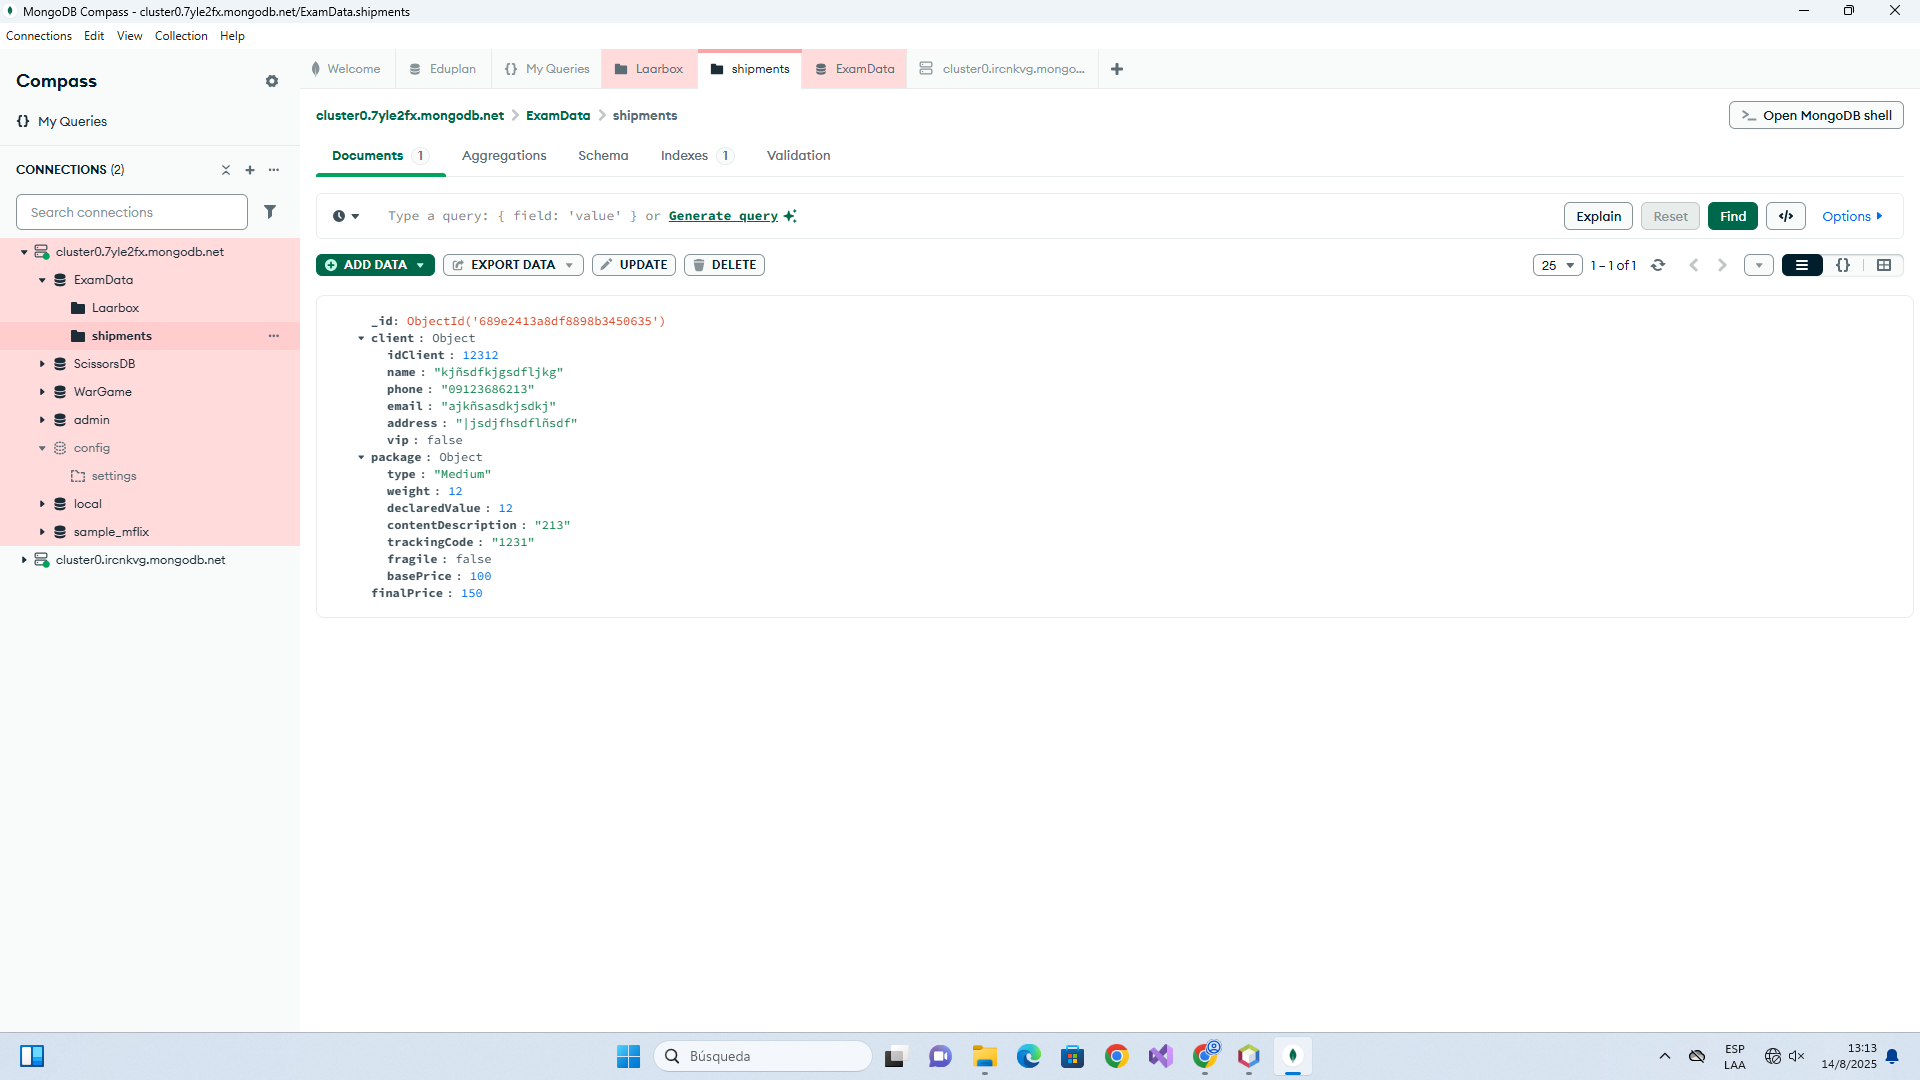 MongoDB Compass - cluster0.7yle2fx.mongodb.net/ExamData.shipments
Connections Edit View Collection Help
Compass
{} My Queries
CONNECTIONS (2)
Search connections
cluster0.7yle2fx.mongodb.net
ExamData
Laarbox
shipments
ScissorsDB
WarGame
admin
config
settings
local
sample_mflix
cluster0.ircnkvg.mongodb.net
Welcome Eduplan {} My Queries Laarbox shipments ExamData cluster0.ircnkvg.mongo...
cluster0.7yle2fx.mongodb.net > ExamData > shipments
>_ Open MongoDB shell
Documents 1 Aggregations Schema Indexes 1 Validation
Type a query: { field: 'value' } or Generate query
Explain Reset Find </> Options
ADD DATA EXPORT DATA UPDATE DELETE
25 1 – 1 of 1 {}
_id: ObjectId('689e2413a8df8898b3450635')
client : Object
idClient : 12312
name : "kjñsdfkjgsdfljkg"
phone : "09123686213"
email : "ajkñsasdkjsdkj"
address : "|jsdjfhsdflñsdf"
vip : false
package : Object
type : "Medium"
weight : 12
declaredValue : 12
contentDescription : "213"
trackingCode : "1231"
fragile : false
basePrice : 100
finalPrice : 150
Búsqueda
ESP
LAA
13:13
14/8/2025